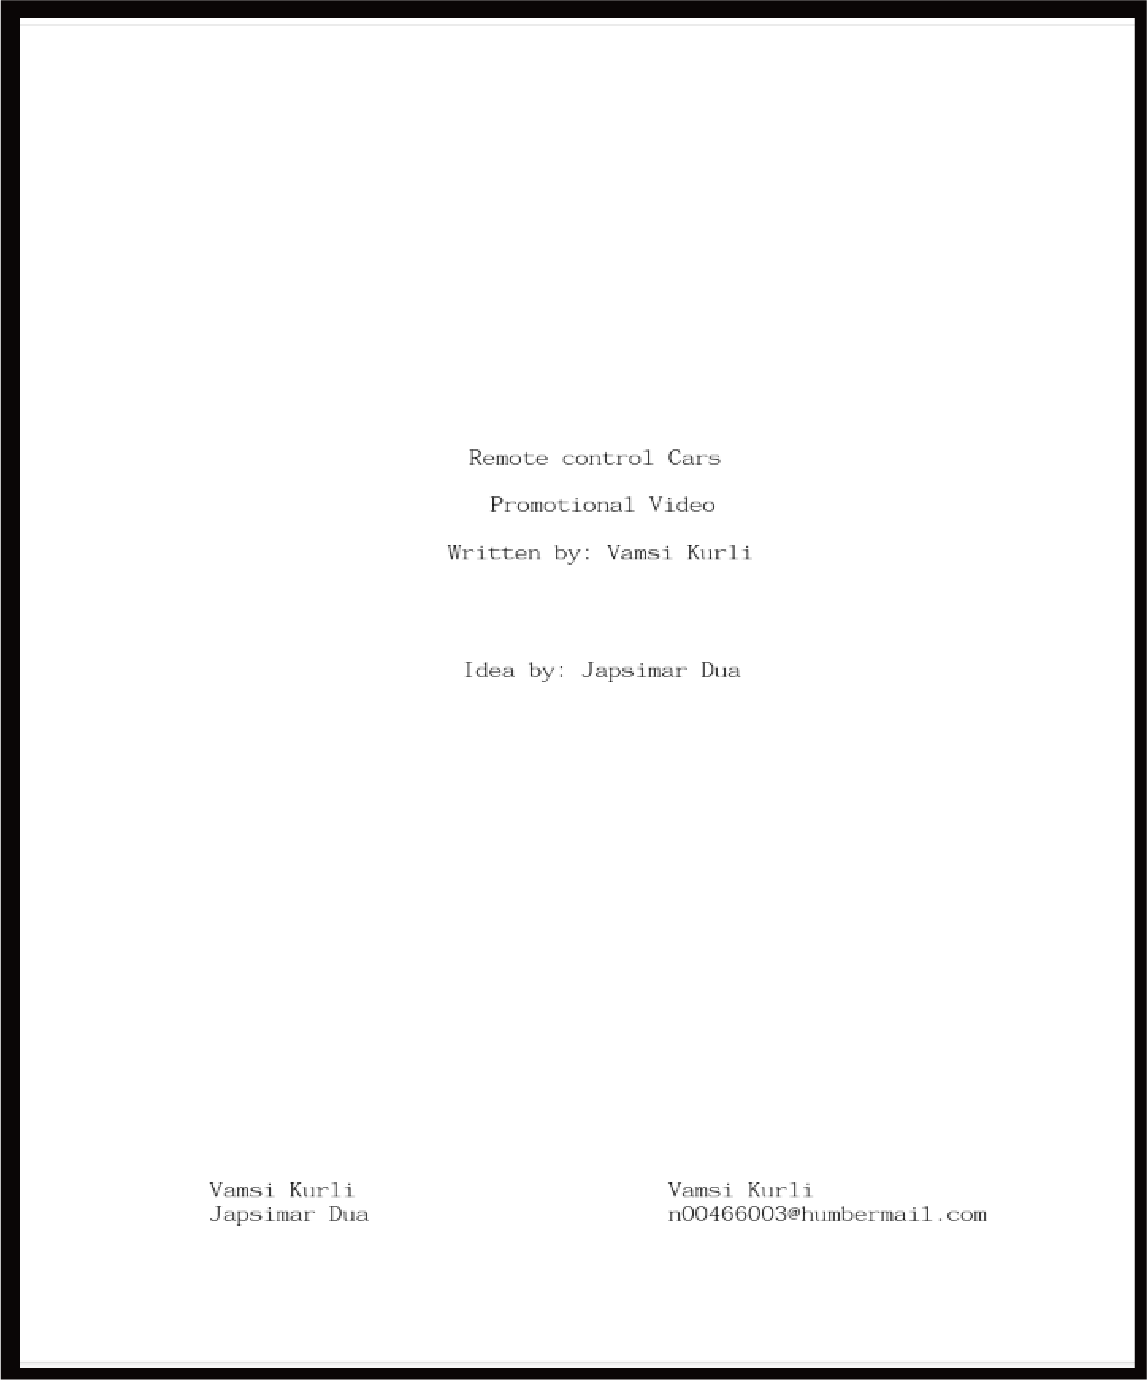 Remote control Cars
Promotional Video
Written by: Vamsi Kurli
Idea by: Japsimar Dua
Vamsi Kurli
Japsimar Dua
Vamsi Kurli
n00466003@humbermail.com